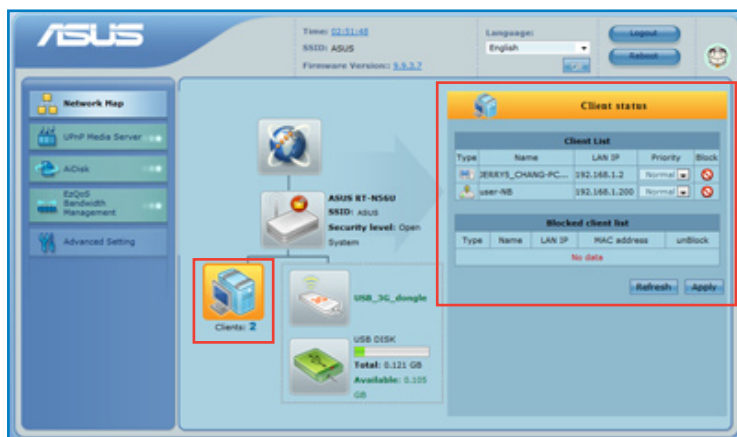 ASUS
Time: 02:51:48
SSID: ASUS
Firmware Version: 9.9.3.7
Language:
English
Logout
Reboot
Network Map
UPnP Media Server
AiDisk
EzQoS
Bandwidth
Management
Advanced Setting
ASUS RT-N56U
SSID: ASUS
Security level: Open
System
Clients: 2
USB_3G_dongle
USB DISK
Total: 0.121 GB
Available: 0.105
GB
Client status
Client List
Type Name LAN IP Priority Block
JERRYS_CHANG-PC... 192.168.1.2 Normal
user-NB 192.168.1.200 Normal
Blocked client list
Type Name LAN IP MAC address unBlock
No data
Refresh Apply